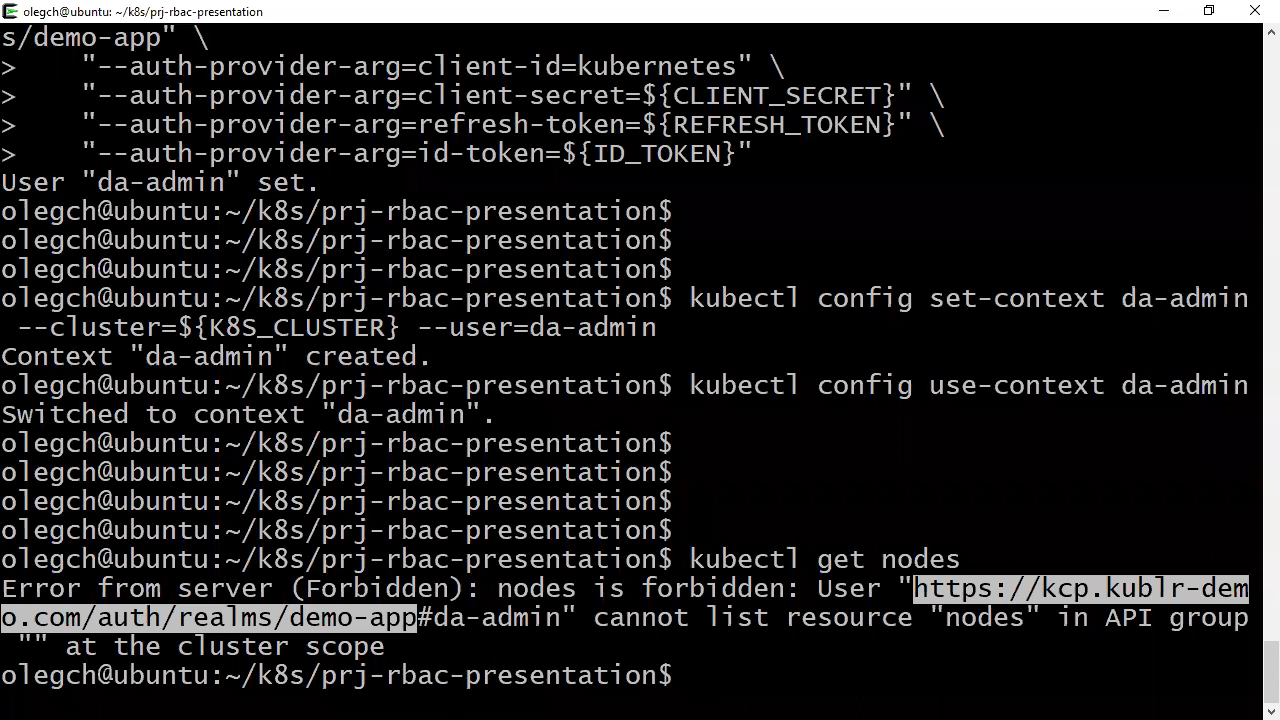 olegch@ubuntu: ~/k8s/prj-rbac-presentation
s/demo-app" \
>    "--auth-provider-arg=client-id=kubernetes" \
>    "--auth-provider-arg=client-secret=${CLIENT_SECRET}" \
>    "--auth-provider-arg=refresh-token=${REFRESH_TOKEN}" \
>    "--auth-provider-arg=id-token=${ID_TOKEN}"
User "da-admin" set.
olegch@ubuntu:~/k8s/prj-rbac-presentation$
olegch@ubuntu:~/k8s/prj-rbac-presentation$
olegch@ubuntu:~/k8s/prj-rbac-presentation$
olegch@ubuntu:~/k8s/prj-rbac-presentation$ kubectl config set-context da-admin
 --cluster=${K8S_CLUSTER} --user=da-admin
Context "da-admin" created.
olegch@ubuntu:~/k8s/prj-rbac-presentation$ kubectl config use-context da-admin
Switched to context "da-admin".
olegch@ubuntu:~/k8s/prj-rbac-presentation$
olegch@ubuntu:~/k8s/prj-rbac-presentation$
olegch@ubuntu:~/k8s/prj-rbac-presentation$
olegch@ubuntu:~/k8s/prj-rbac-presentation$
olegch@ubuntu:~/k8s/prj-rbac-presentation$ kubectl get nodes
Error from server (Forbidden): nodes is forbidden: User "https://kcp.kublr-dem
o.com/auth/realms/demo-app#da-admin" cannot list resource "nodes" in API group
 "" at the cluster scope
olegch@ubuntu:~/k8s/prj-rbac-presentation$